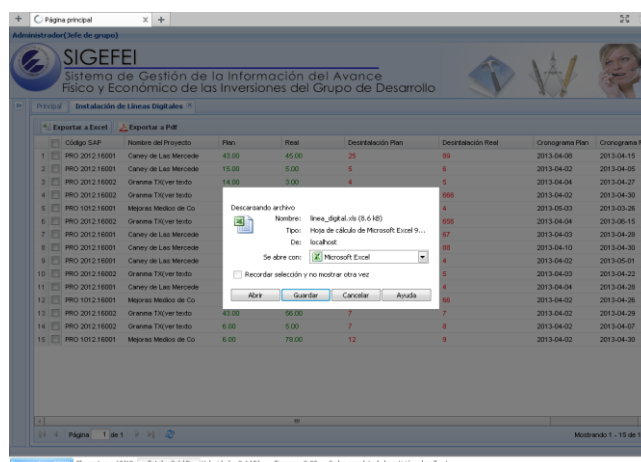 Página principal
Administrador(Jefe de grupo)
SIGEFEI
Sistema de Gestión de la Información del Avance
Físico y Económico de las Inversiones del Grupo de Desarrollo
Principal Instalación de Líneas Digitales
Exportar a Excel Exportar a Pdf
Código SAP Nombre del Proyecto Plan Real Desintalación Plan Desintalación Real Cronograma Plan Cronograma R
1 PRO 2012.16001 Caney de Las Mercede 43.00 45.00 25 89 2013-04-08 2013-04-15
2 PRO 2012.16001 Caney de Las Mercede 15.00 5.00 5 6 2013-04-02 2013-04-05
3 PRO 2012.16002 Granma TX(ver texto 14.00 3.00 4 5 2013-04-04 2013-04-27
4 PRO 2012.16002 Granma TX(ver texto 2013-04-02 2013-04-30
5 PRO 1012.16001 Mejoras Medios de Co 4 2013-05-03 2013-03-26
6 PRO 2012.16002 Granma TX(ver texto 656 2013-04-04 2013-06-15
7 PRO 2012.16001 Caney de Las Mercede 67 2013-04-03 2013-04-28
8 PRO 2012.16001 Caney de Las Mercede 2013-04-10 2013-04-30
9 PRO 2012.16001 Caney de Las Mercede 4 2013-04-02 2013-05-01
10 PRO 2012.16002 Granma TX(ver texto 5 2013-04-03 2013-04-22
11 PRO 2012.16001 Caney de Las Mercede 4 2013-04-04 2013-04-28
12 PRO 1012.16001 Mejoras Medios de Co 2013-04-02 2013-04-26
13 PRO 2012.16002 Granma TX(ver texto 43.00 56.00 7 7 2013-04-02 2013-04-29
14 PRO 2012.16002 Granma TX(ver texto 6.00 5.00 7 8 2013-04-02 2013-04-07
15 PRO 1012.16001 Mejoras Medios de Co 6.00 78.00 12 9 2013-04-02 2013-04-30
Descargando archivo
Nombre: linea_digital.xls (8.6 kB)
Tipo: Hoja de cálculo de Microsoft Excel 9...
De: localhost
Se abre con: Microsoft Excel
Recordar selección y no mostrar otra vez
Abrir Guardar Cancelar Ayuda
Página 1 de 1
Mostrando 1 - 15 de 1